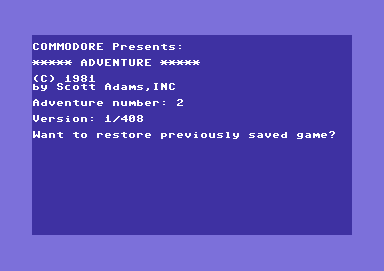 COMMODORE Presents:
***** ADVENTURE *****
(C) 1981
by Scott Adams,INC
Adventure number: 2
Version: 1/408
Want to restore previously saved game?